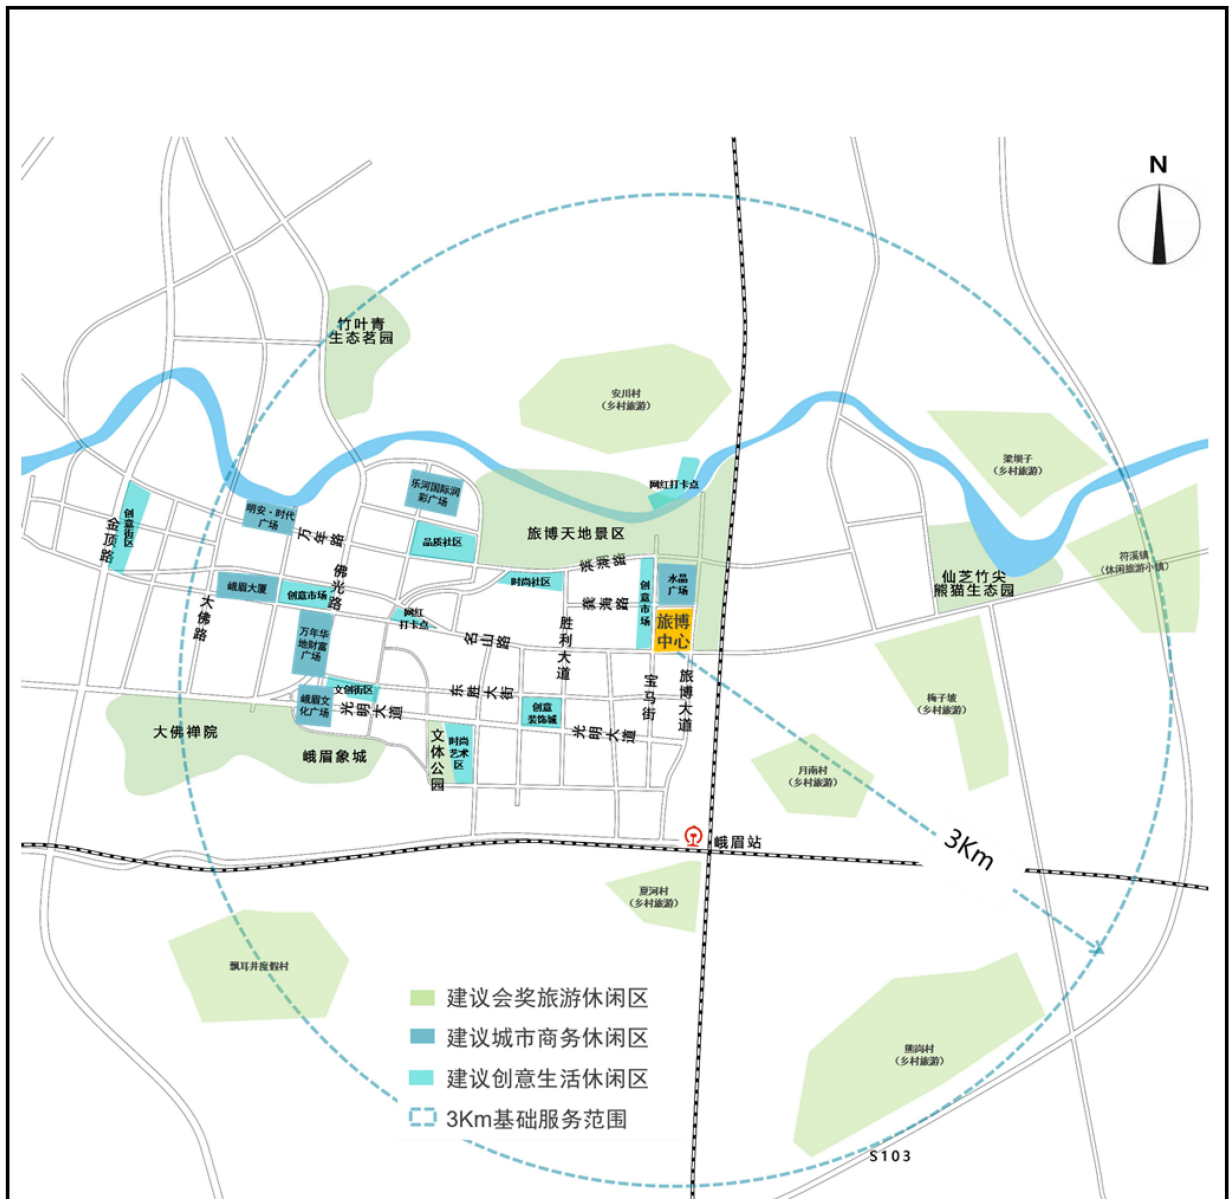 N
竹叶青
生态茗园
安川村
（乡村旅游）
梁坝子
（乡村旅游）
网红打卡点
乐河国际润
彩广场
明安·时代
广场
创意街区
金顶路
万年路
品质社区
旅博天地景区
符溪镇
（休闲旅游小镇）
滨湖路
水晶
广场
仙芝竹尖
熊猫生态园
时尚社区
创意市场
峨眉大厦
创意市场
佛光路
滨海路
大佛路
网红
打卡点
旅博
中心
万年华
地财富
广场
名山路
胜利大道
文创街区
东胜大街
宝马街
旅博大道
梅子坡
（乡村旅游）
峨眉文
化广场
光明大道
创意
装饰城
光明大道
大佛禅院
峨眉象城
文体公园
时尚
艺术
区
月南村
（乡村旅游）
峨眉站
3Km
夏河村
（乡村旅游）
飘耳井度假村
熊岗村
（乡村旅游）
建议会奖旅游休闲区
建议城市商务休闲区
建议创意生活休闲区
3Km基础服务范围
S103